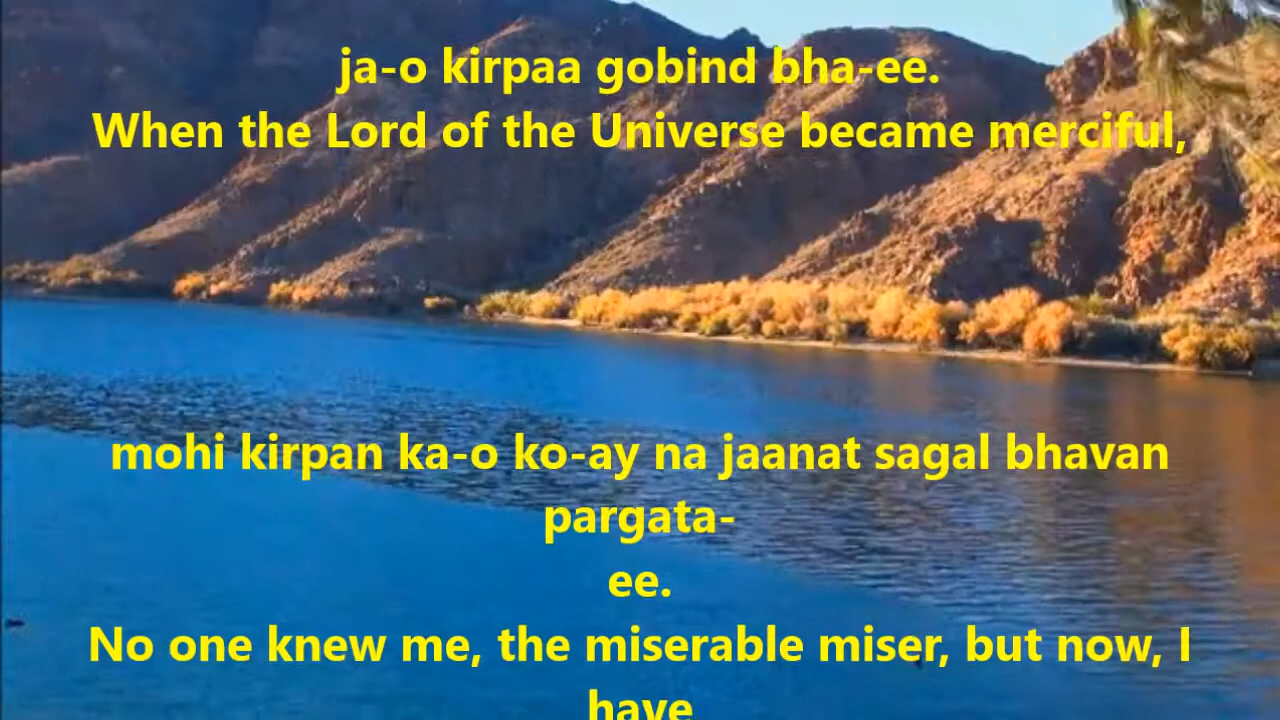 ja-o kirpaa gobind bha-ee.
When the Lord of the Universe became merciful,
mohi kirpan ka-o ko-ay na jaanat sagal bhavan
pargata-
ee.
No one knew me, the miserable miser, but now, I
have